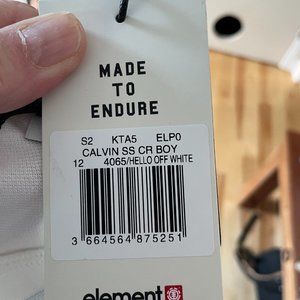 MADE
TO
ENDURE
S2 KTA5 ELP0
CALVIN SS CR BOY
12 4065/HELLO OFF WHITE
3 664564 875251
element